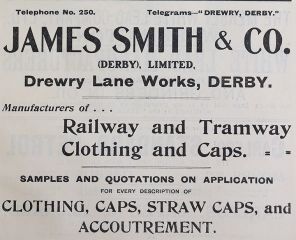 Telephone No. 250. Telegrams—"DREWRY, DERBY."
JAMES SMITH & CO.
(DERBY), LIMITED,
Drewry Lane Works, DERBY.
Manufacturers of . . .
Railway and Tramway
Clothing and Caps.
SAMPLES AND QUOTATIONS ON APPLICATION
FOR EVERY DESCRIPTION OF
CLOTHING, CAPS, STRAW CAPS, and
ACCOUTREMENT.